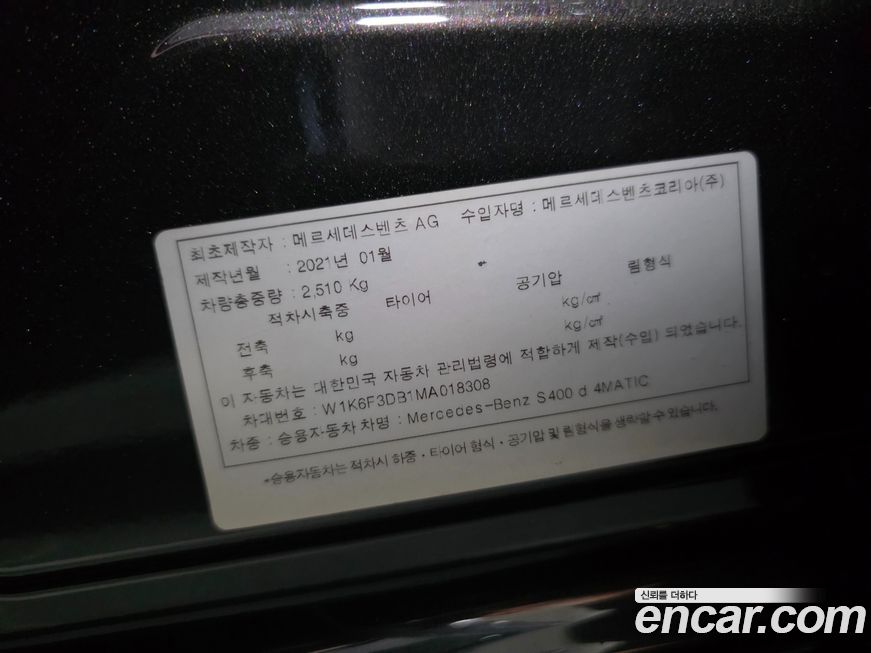 최초제작자 : 메르세데스벤츠 AG 수입자명 : 메르세데스벤츠코리아(주)
제작년월 : 2021년 01월
차량총중량 : 2,510 Kg
적차시축중 타이어 공기압 림형식
전축 kg kg/㎠
후축 kg kg/㎠
이 자동차는 대한민국 자동차 관리법령에 적합하게 제작(수입) 되었습니다.
차대번호 : W1K6F3DB1MA018308
차종 : 승용자동차 차명 : Mercedes-Benz S400 d 4MATIC
*승용자동차는 적차시 하중·타이어 형식·공기압 및 림형식을 생략할 수 있습니다.
신뢰를 더하다
encar.com